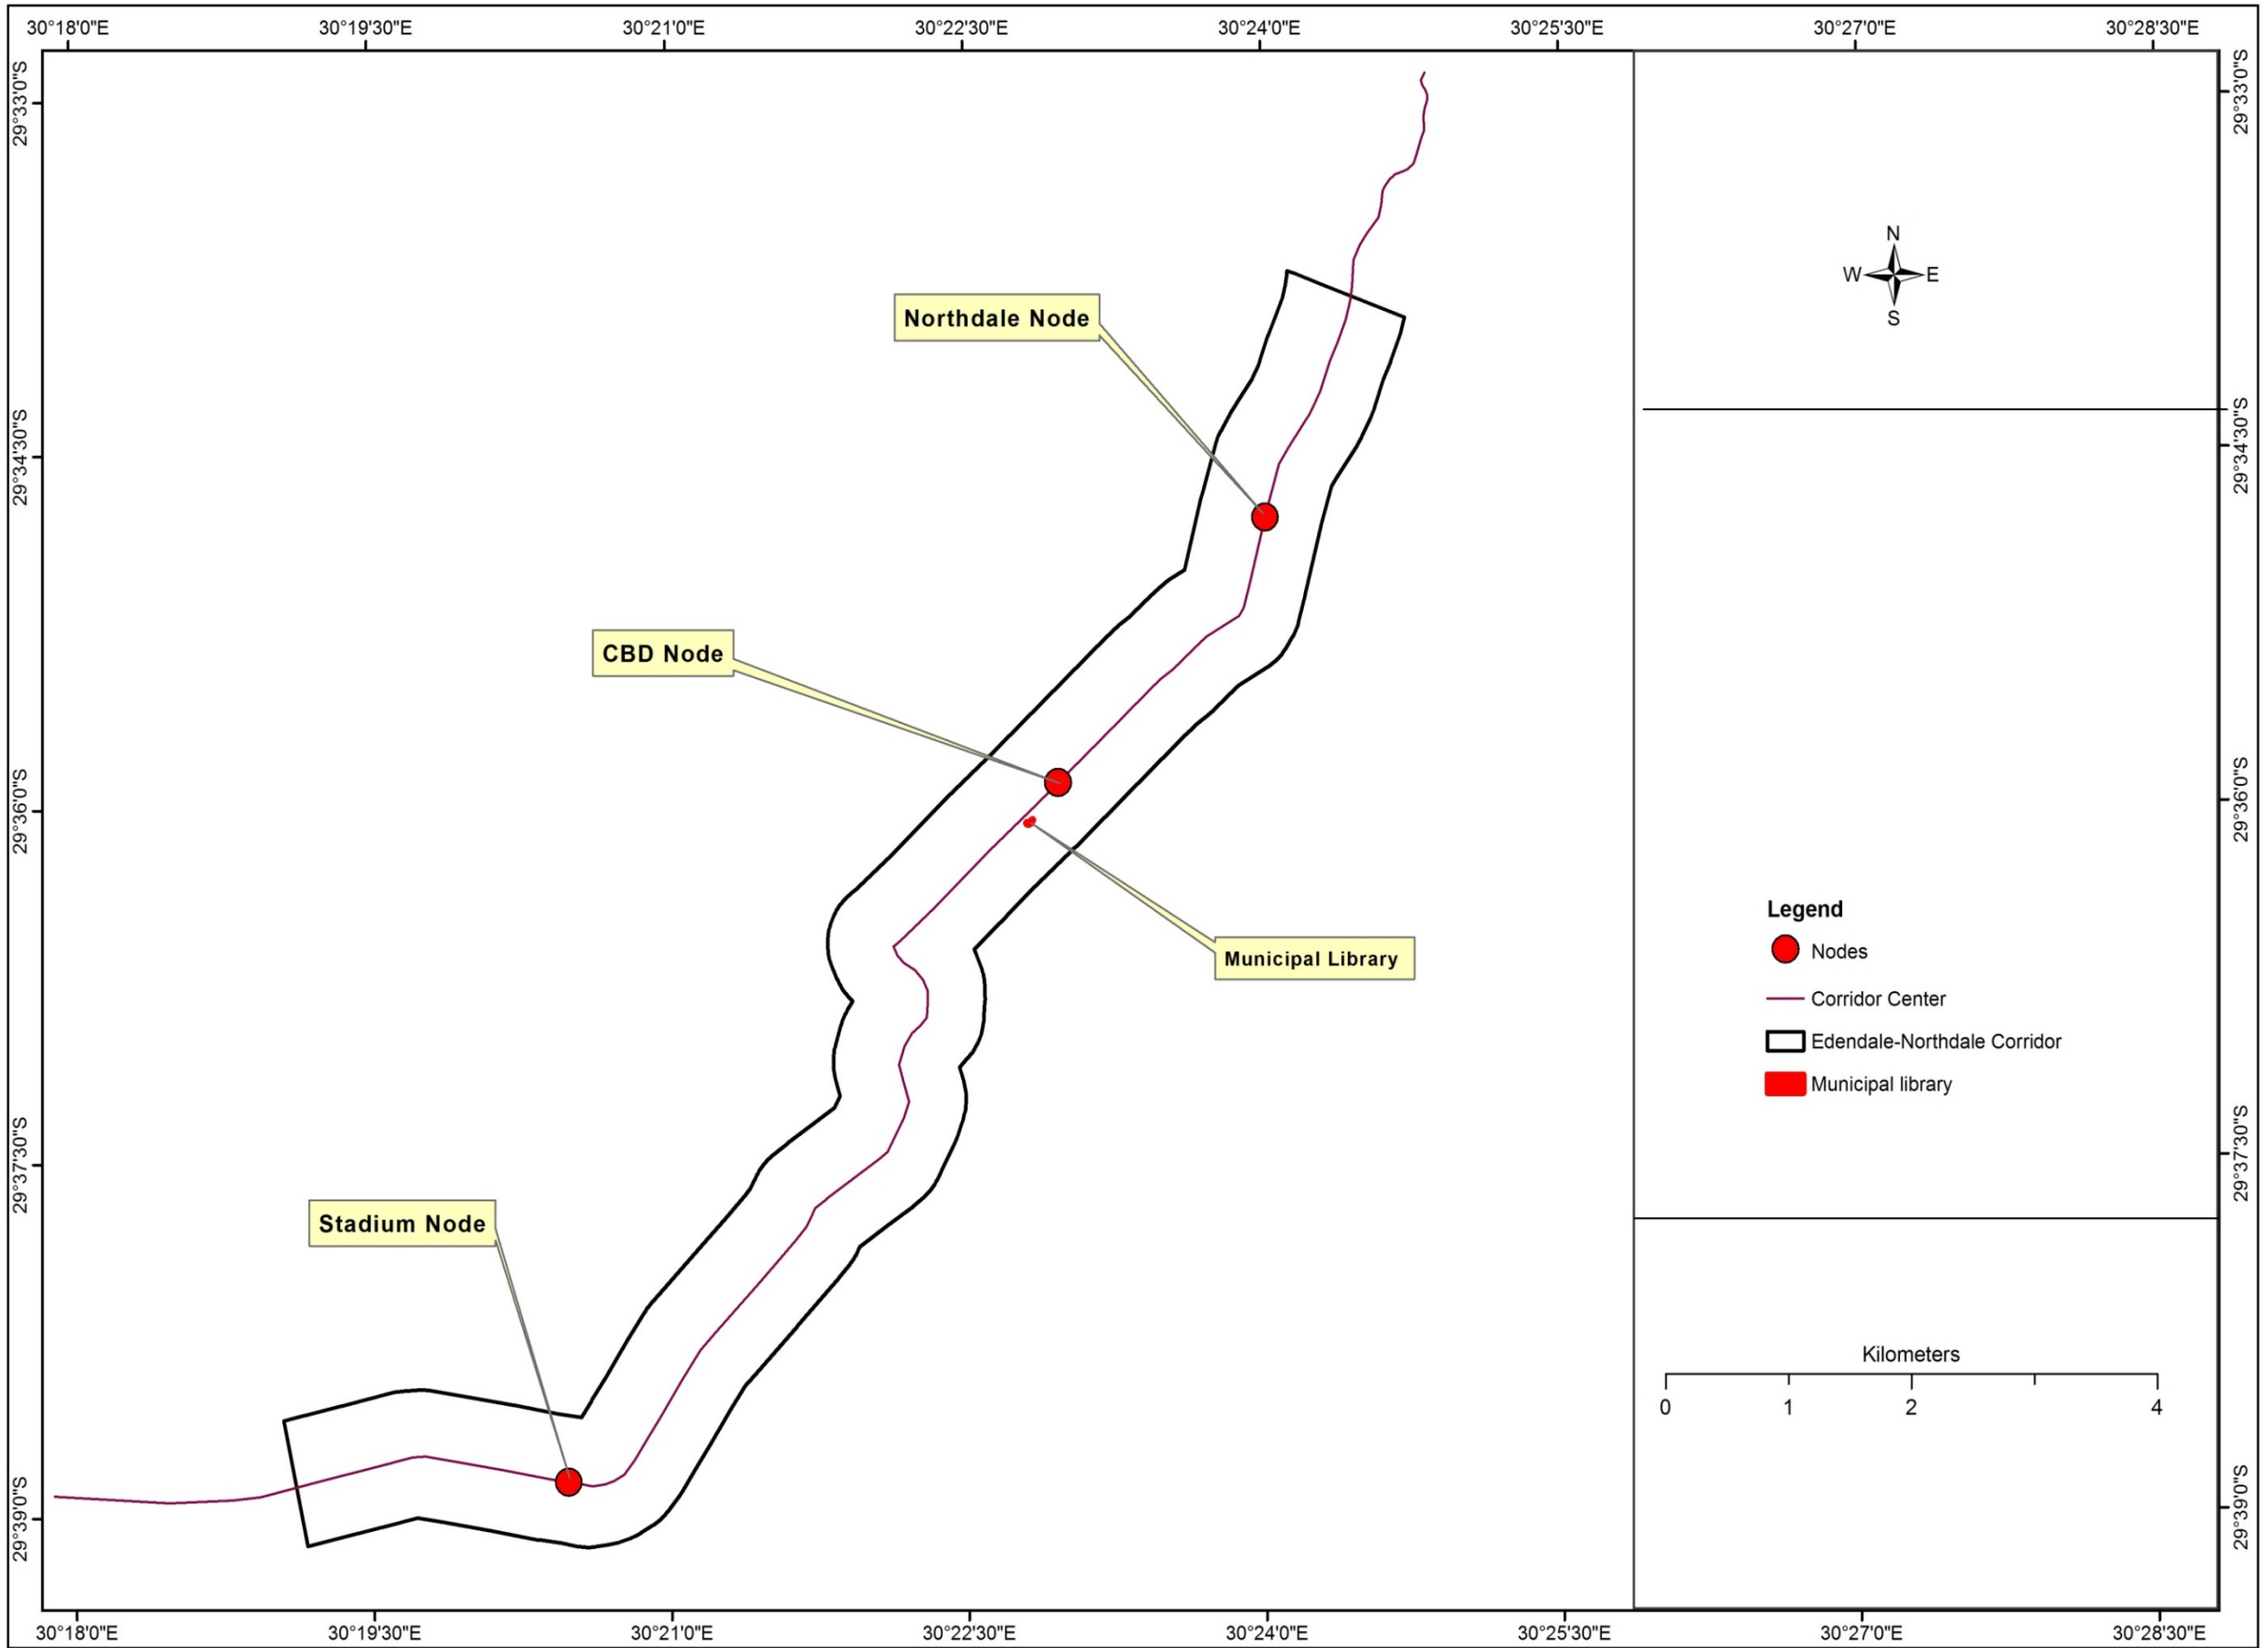 30°18'0"E 30°19'30"E 30°21'0"E 30°22'30"E 30°24'0"E 30°25'30"E 30°27'0"E 30°28'30"E
29°33'0"S
29°33'0"S
N
W E
S
Northdale Node
29°34'30"S
29°34'30"S
CBD Node
29°36'0"S
29°36'0"S
Municipal Library
Legend
Nodes
Corridor Center
Edendale-Northdale Corridor
Municipal library
29°37'30"S
29°37'30"S
Stadium Node
Kilometers
0 1 2 4
29°39'0"S
29°39'0"S
30°18'0"E 30°19'30"E 30°21'0"E 30°22'30"E 30°24'0"E 30°25'30"E 30°27'0"E 30°28'30"E